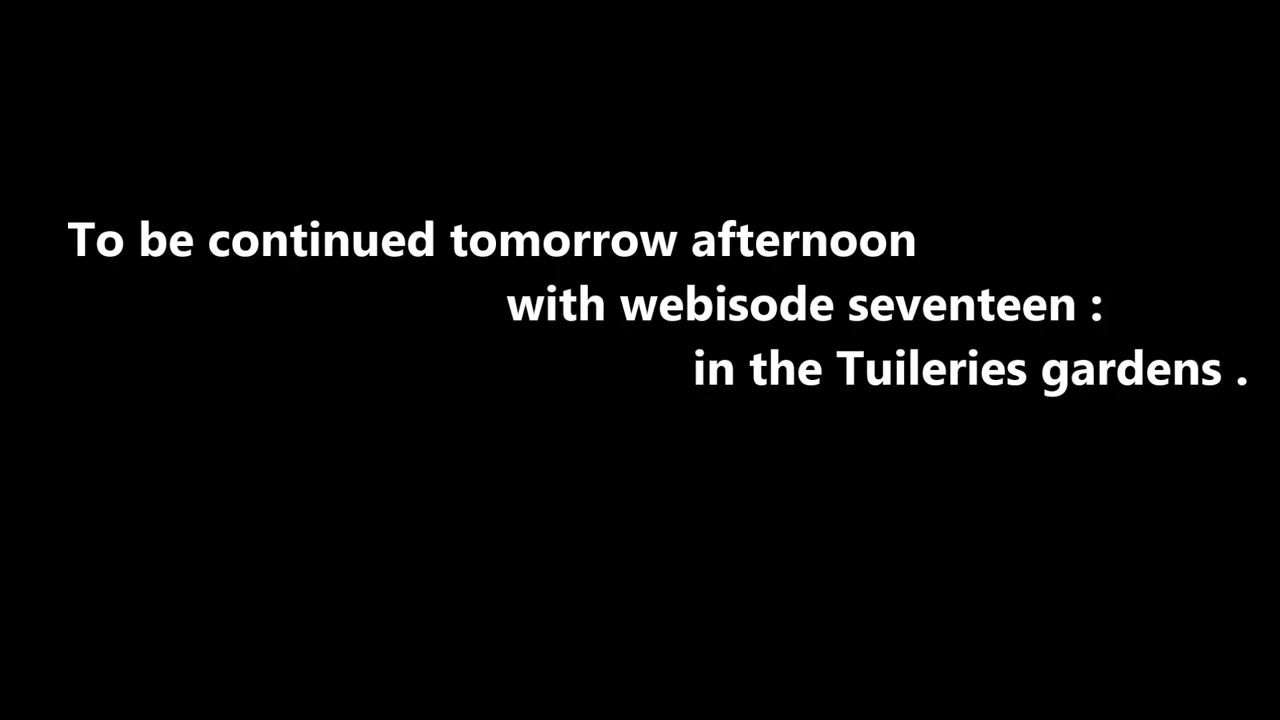 To be continued tomorrow afternoon
with webisode seventeen :
in the Tuileries gardens .